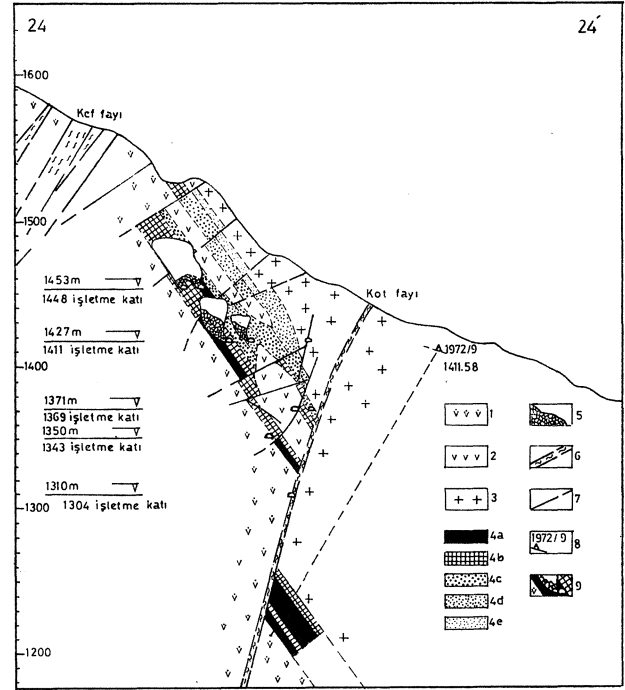 24
24′
1600
Kef fayı
1500
1453m
1448 işletme katı
Kot fayı
1427m
1411 işletme katı
1972/9
1411.58
1400
1371m
1369 işletme katı
1350m
1343 işletme katı
1310m
1304 işletme katı
1300
1200
1
2
3
4a
4b
4c
4d
4e
5
6
7
1972/9
8
9